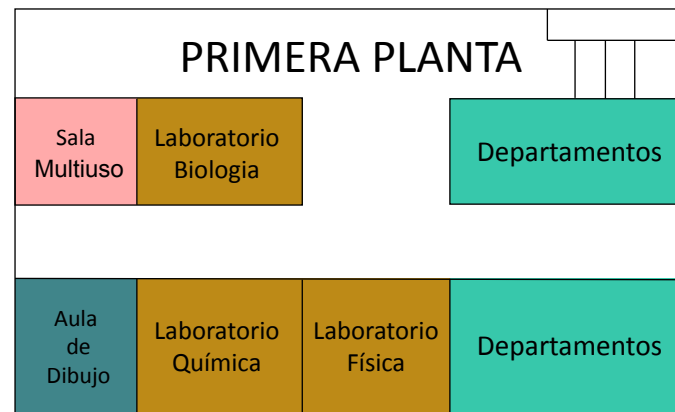 PRIMERA PLANTA
Sala
Multiuso
Laboratorio
Biologia
Departamentos
Aula
de
Dibujo
Laboratorio
Química
Laboratorio
Física
Departamentos